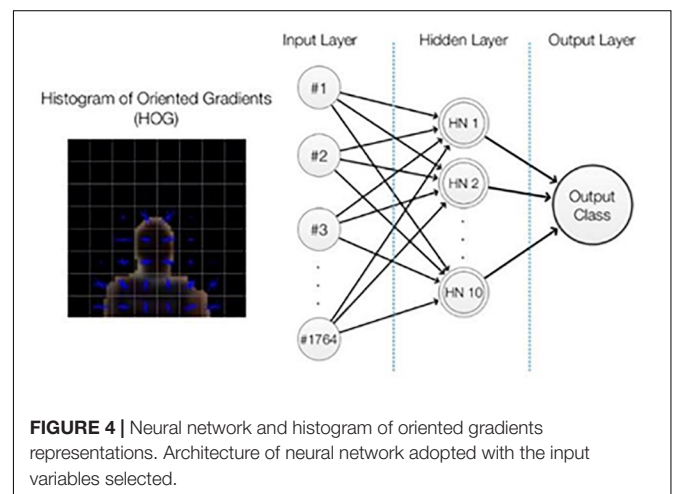 Input Layer
Hidden Layer
Output Layer
Histogram of Oriented Gradients
(HOG)
#1
#2
#3
#1764
HN 1
HN 2
HN 10
Output
Class
FIGURE 4 | Neural network and histogram of oriented gradients
representations. Architecture of neural network adopted with the input
variables selected.